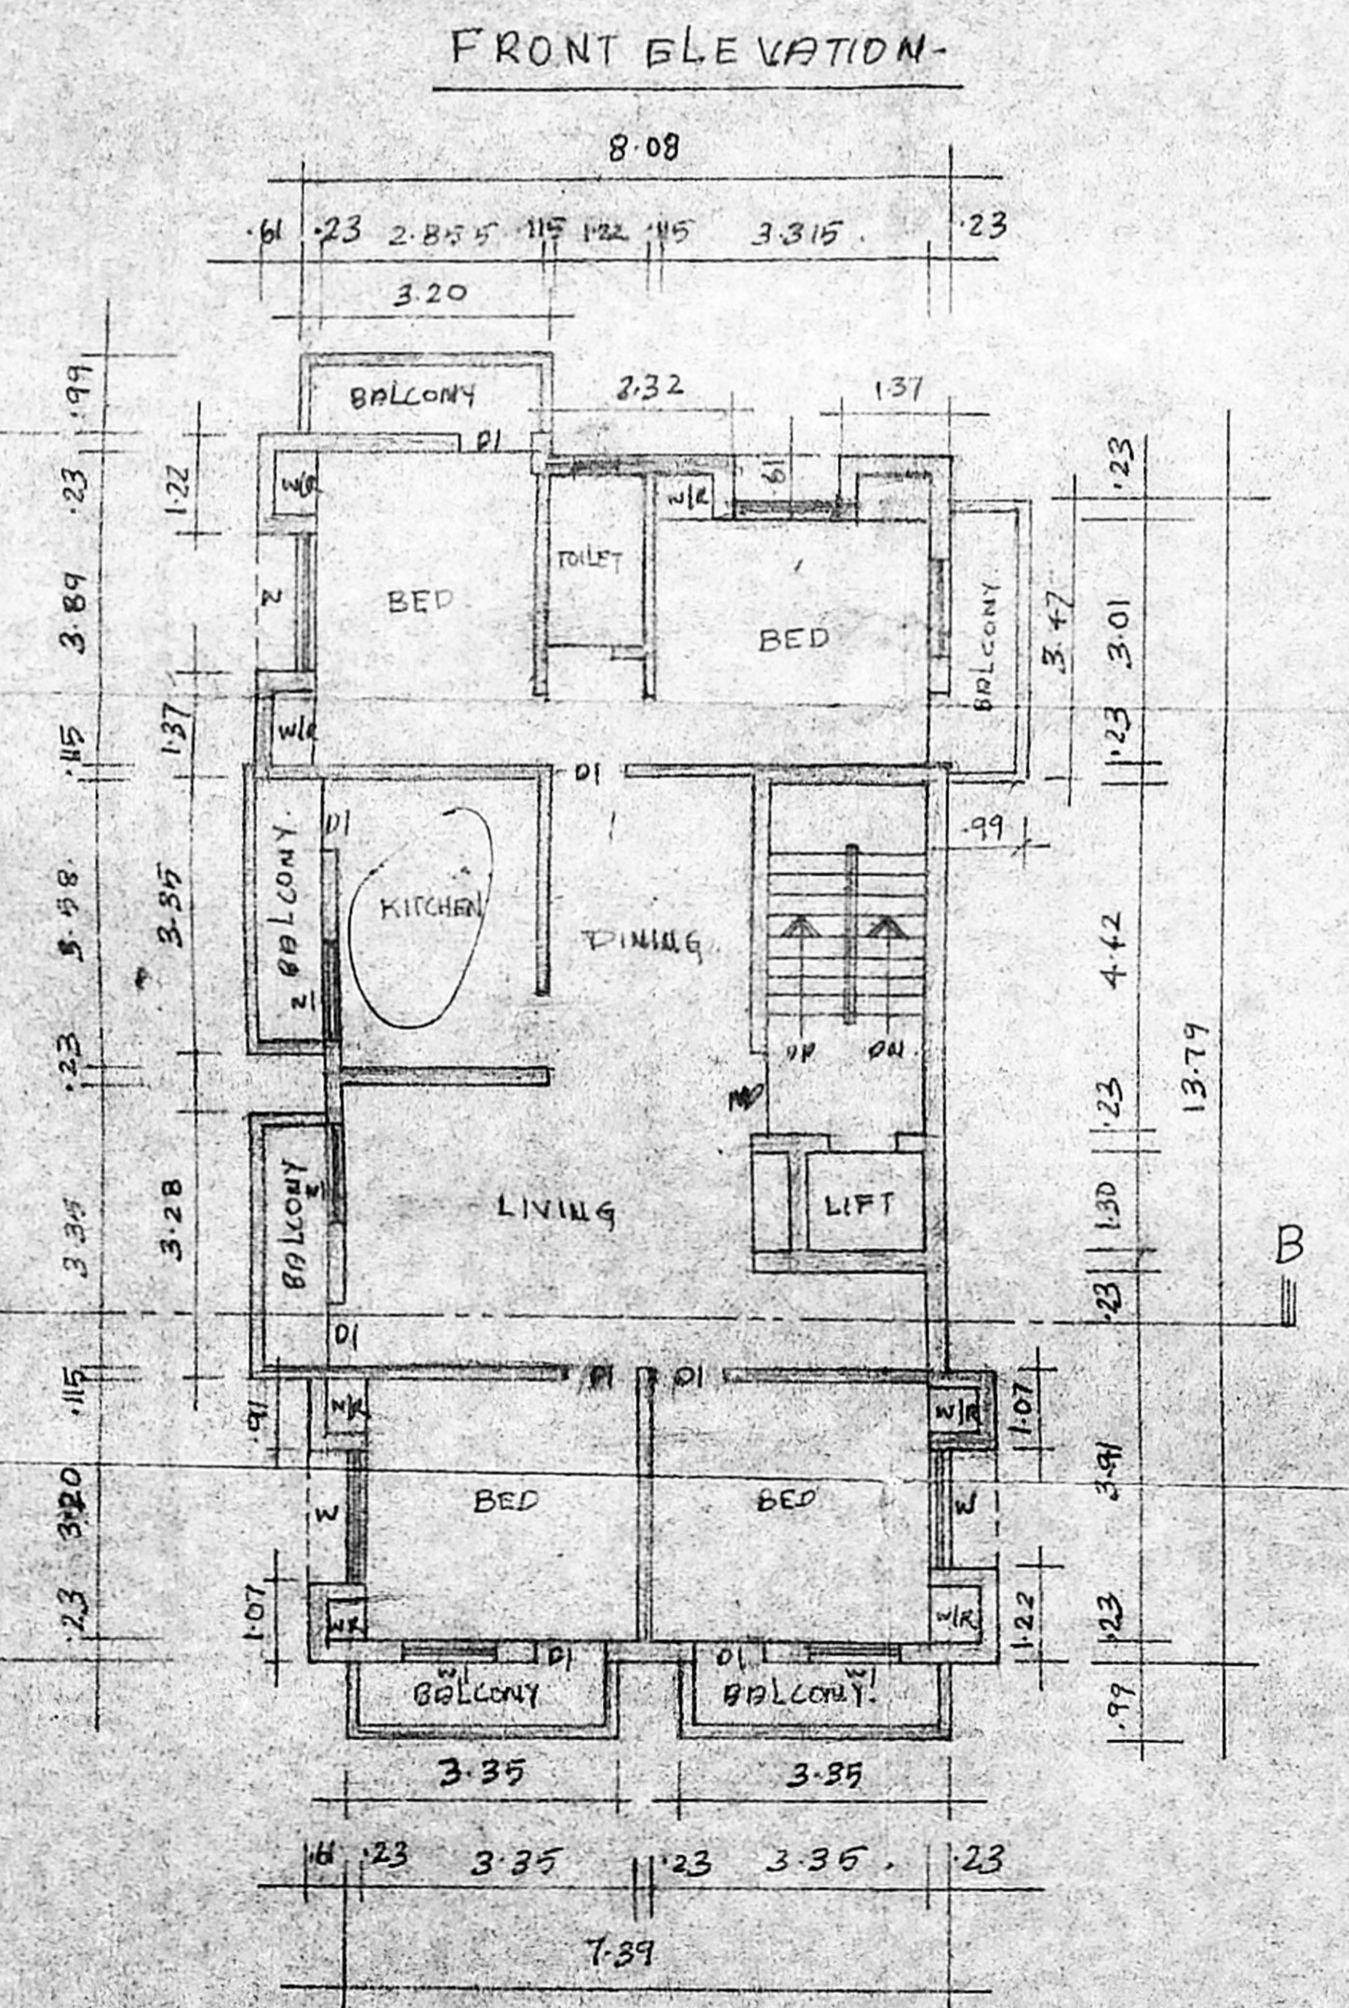 FRONT ELEVATION-
8.08
.61 .23 2.855 .115 1.22 .115 3.315 .23
3.20
.99
BALCONY
2.32
1.37
D1
.23
.23
1.22
W/R
W/R
.61
TOILET
BED
W
BED
BALCONY
3.47
3.01
3.89
.115
1.37
W/R
.23
D1
D1
.99
BALCONY.
W
KITCHEN
DINING
3.58
3.35
4.42
13.79
.23
UP
DN.
.23
BALCONY
W
LIVING
LIFT
1.30
3.35
3.28
B
.23
D1
D1
D1
.115
.91
W/R
W/R
1.07
3.20
W
BED
BED
W
3.91
.23
1.07
W/R
W/R
1.22
.23
D1
D1
W1
BALCONY
W1
BALCONY.
.99
3.35
3.35
.61 .23 3.35 .23 3.35 .23
7.39